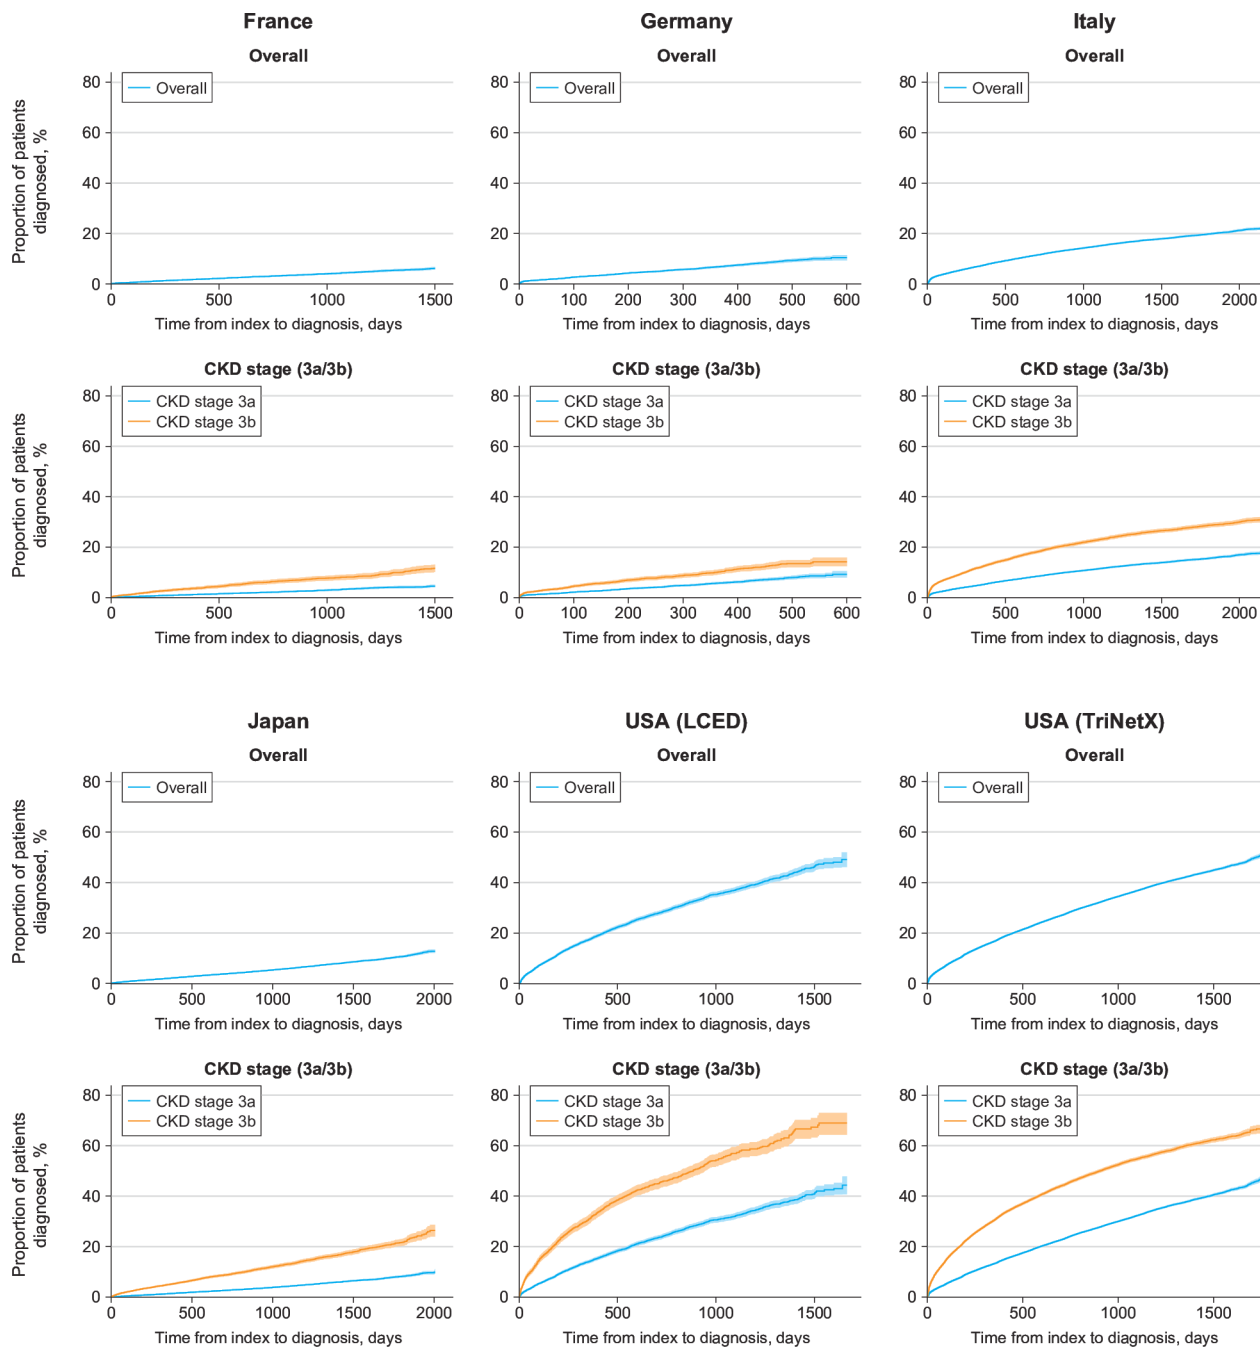 France
Germany
Italy
Overall
Overall
Overall
Proportion of patients
diagnosed, %
80
60
40
20
0
Overall
0 500 1000 1500
Time from index to diagnosis, days
80
60
40
20
0
Overall
0 100 200 300 400 500 600
Time from index to diagnosis, days
80
60
40
20
0
Overall
0 500 1000 1500 2000
Time from index to diagnosis, days
CKD stage (3a/3b)
CKD stage (3a/3b)
CKD stage (3a/3b)
Proportion of patients
diagnosed, %
80
60
40
20
0
CKD stage 3a
CKD stage 3b
0 500 1000 1500
Time from index to diagnosis, days
80
60
40
20
0
CKD stage 3a
CKD stage 3b
0 100 200 300 400 500 600
Time from index to diagnosis, days
80
60
40
20
0
CKD stage 3a
CKD stage 3b
0 500 1000 1500 2000
Time from index to diagnosis, days
Japan
USA (LCED)
USA (TriNetX)
Overall
Overall
Overall
Proportion of patients
diagnosed, %
80
60
40
20
0
Overall
0 500 1000 1500 2000
Time from index to diagnosis, days
80
60
40
20
0
Overall
0 500 1000 1500
Time from index to diagnosis, days
80
60
40
20
0
Overall
0 500 1000 1500
Time from index to diagnosis, days
CKD stage (3a/3b)
CKD stage (3a/3b)
CKD stage (3a/3b)
Proportion of patients
diagnosed, %
80
60
40
20
0
CKD stage 3a
CKD stage 3b
0 500 1000 1500 2000
Time from index to diagnosis, days
80
60
40
20
0
CKD stage 3a
CKD stage 3b
0 500 1000 1500
Time from index to diagnosis, days
80
60
40
20
0
CKD stage 3a
CKD stage 3b
0 500 1000 1500
Time from index to diagnosis, days